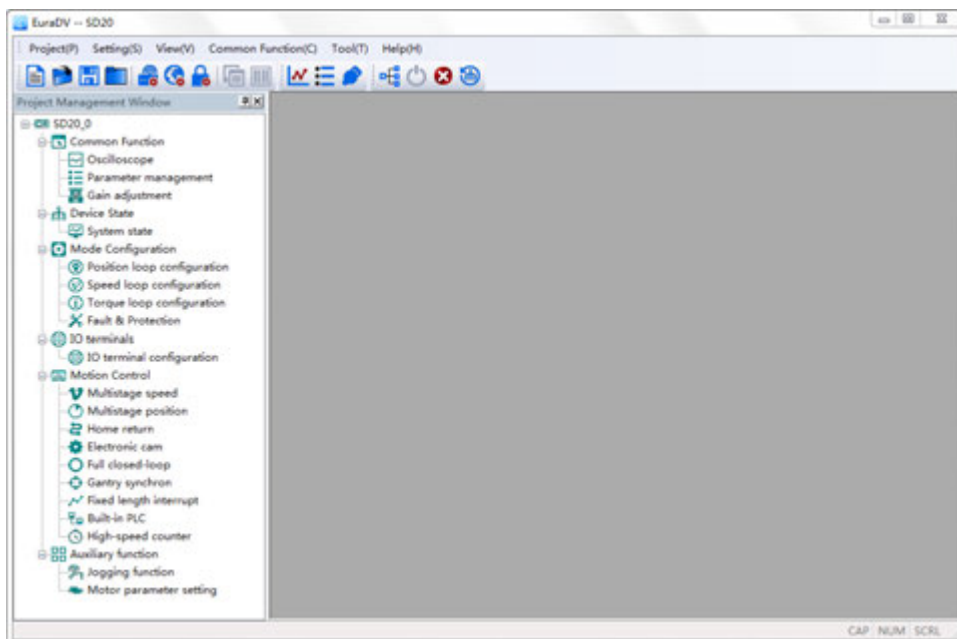 EuraDV -- SD20
Project(P) Setting(S) View(V) Common Function(C) Tool(T) Help(H)
Project Management Window
SD20_0
Common Function
Oscilloscope
Parameter management
Gain adjustment
Device State
System state
Mode Configuration
Position loop configuration
Speed loop configuration
Torque loop configuration
Fault & Protection
IO terminals
IO terminal configuration
Motion Control
Multistage speed
Multistage position
Home return
Electronic cam
Full closed-loop
Gantry synchron
Fixed length interrupt
Built-in PLC
High-speed counter
Auxiliary function
Jogging function
Motor parameter setting
CAP NUM SCRL